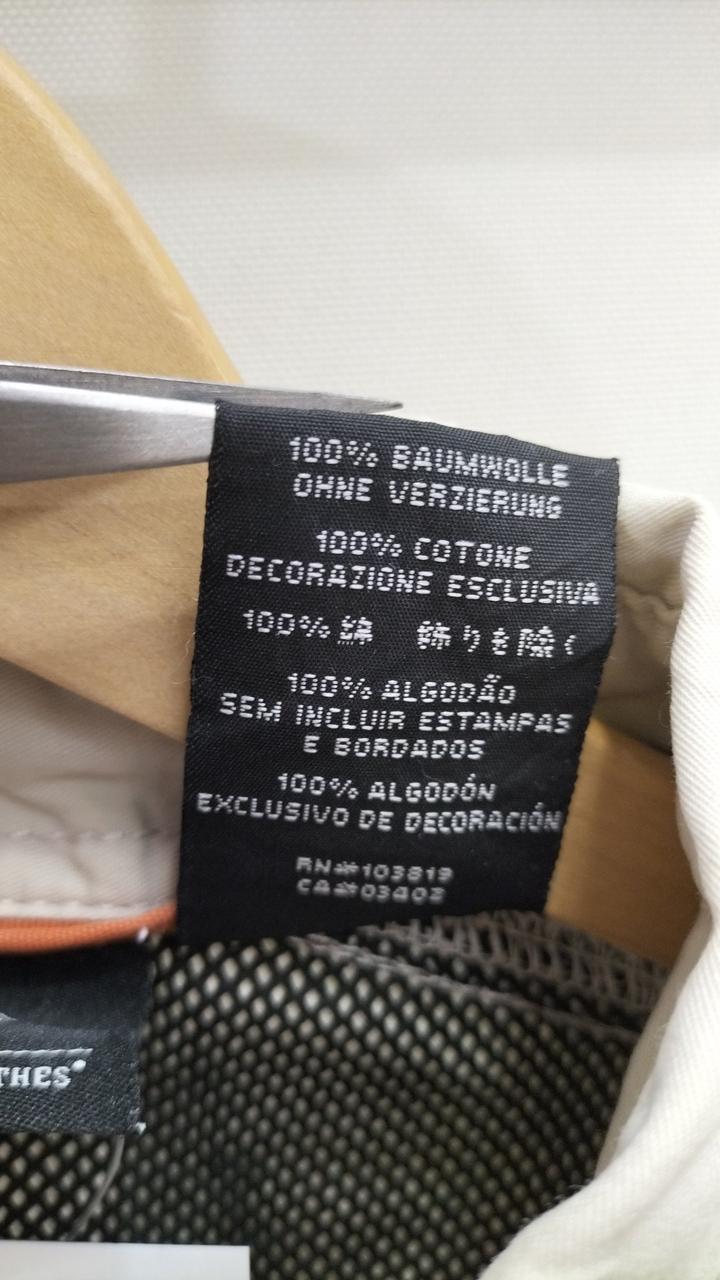 100% BAUMWOLLE
OHNE VERZIERUNG
100% COTONE
DECORAZIONE ESCLUSIVA
100% 綿 飾りを除く
100% ALGODÃO
SEM INCLUIR ESTAMPAS
E BORDADOS
100% ALGODÓN
EXCLUSIVO DE DECORACIÓN
RN#103819
CA#03402
THES